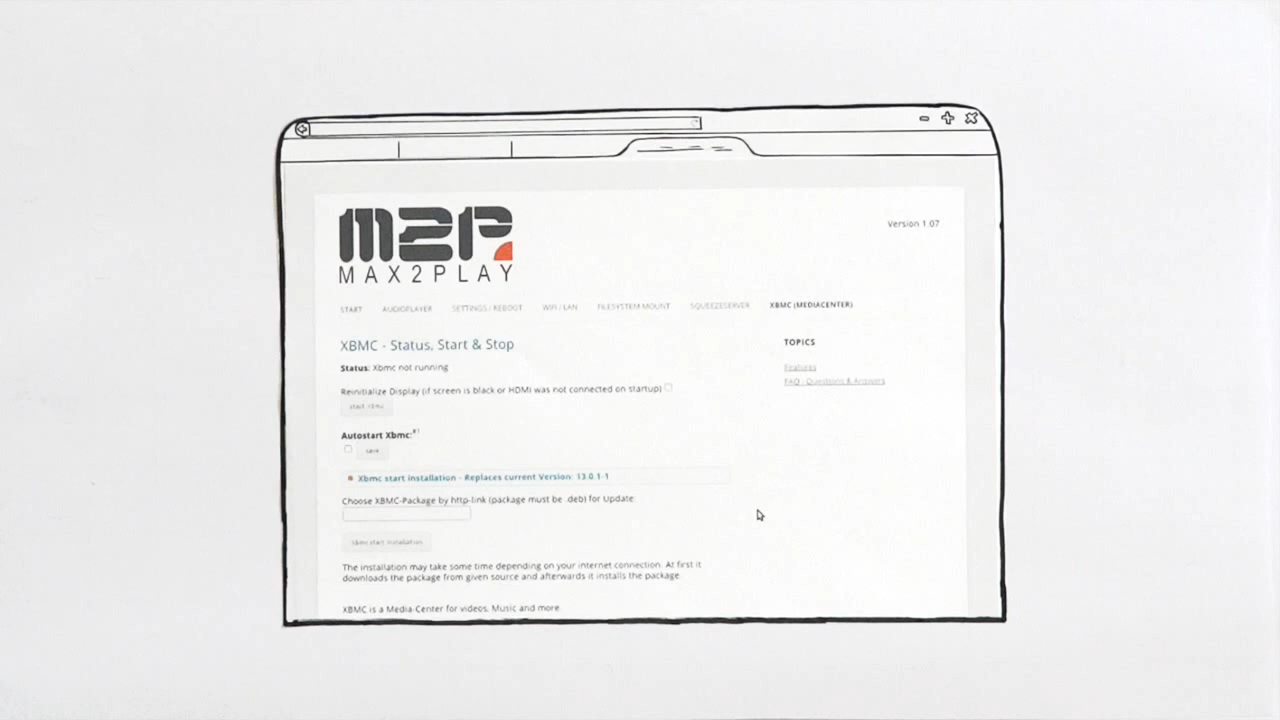 M2P
MAX2PLAY
Version 1.07
START AUDIOPLAYER SETTINGS / REBOOT WIFI / LAN FILESYSTEM MOUNT SQUEEZESERVER XBMC (MEDIACENTER)
XBMC - Status, Start & Stop
Status: Xbmc not running
Reinitialize Display (if screen is black or HDMI was not connected on startup)
start Xbmc
Autostart Xbmc:
save
Xbmc start installation - Replaces current Version: 13.0.1-1
Choose XBMC-Package by http-link (package must be .deb) for Update:
Xbmc start installation
The installation may take some time depending on your internet connection. At first it
downloads the package from given source and afterwards it installs the package.
XBMC is a Media Center for videos, Music and more.
TOPICS
Features
FAQ - Questions & Answers